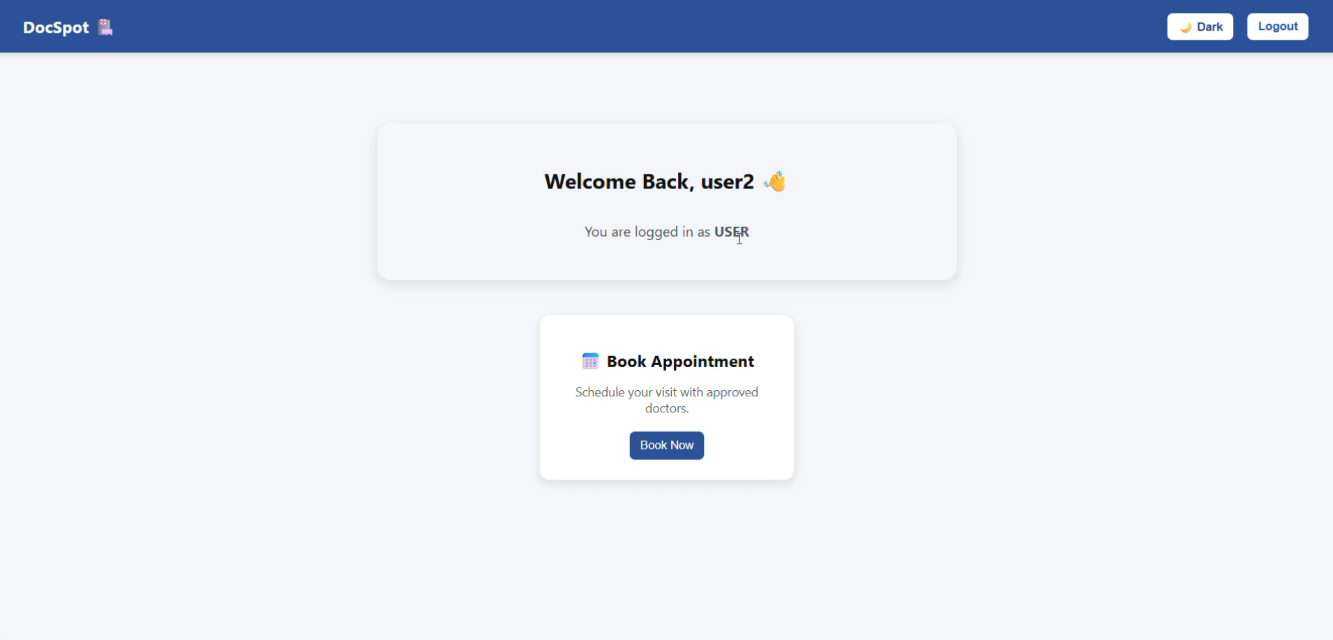 DocSpot
Dark
Logout
Welcome Back, user2
You are logged in as USER
Book Appointment
Schedule your visit with approved
doctors.
Book Now